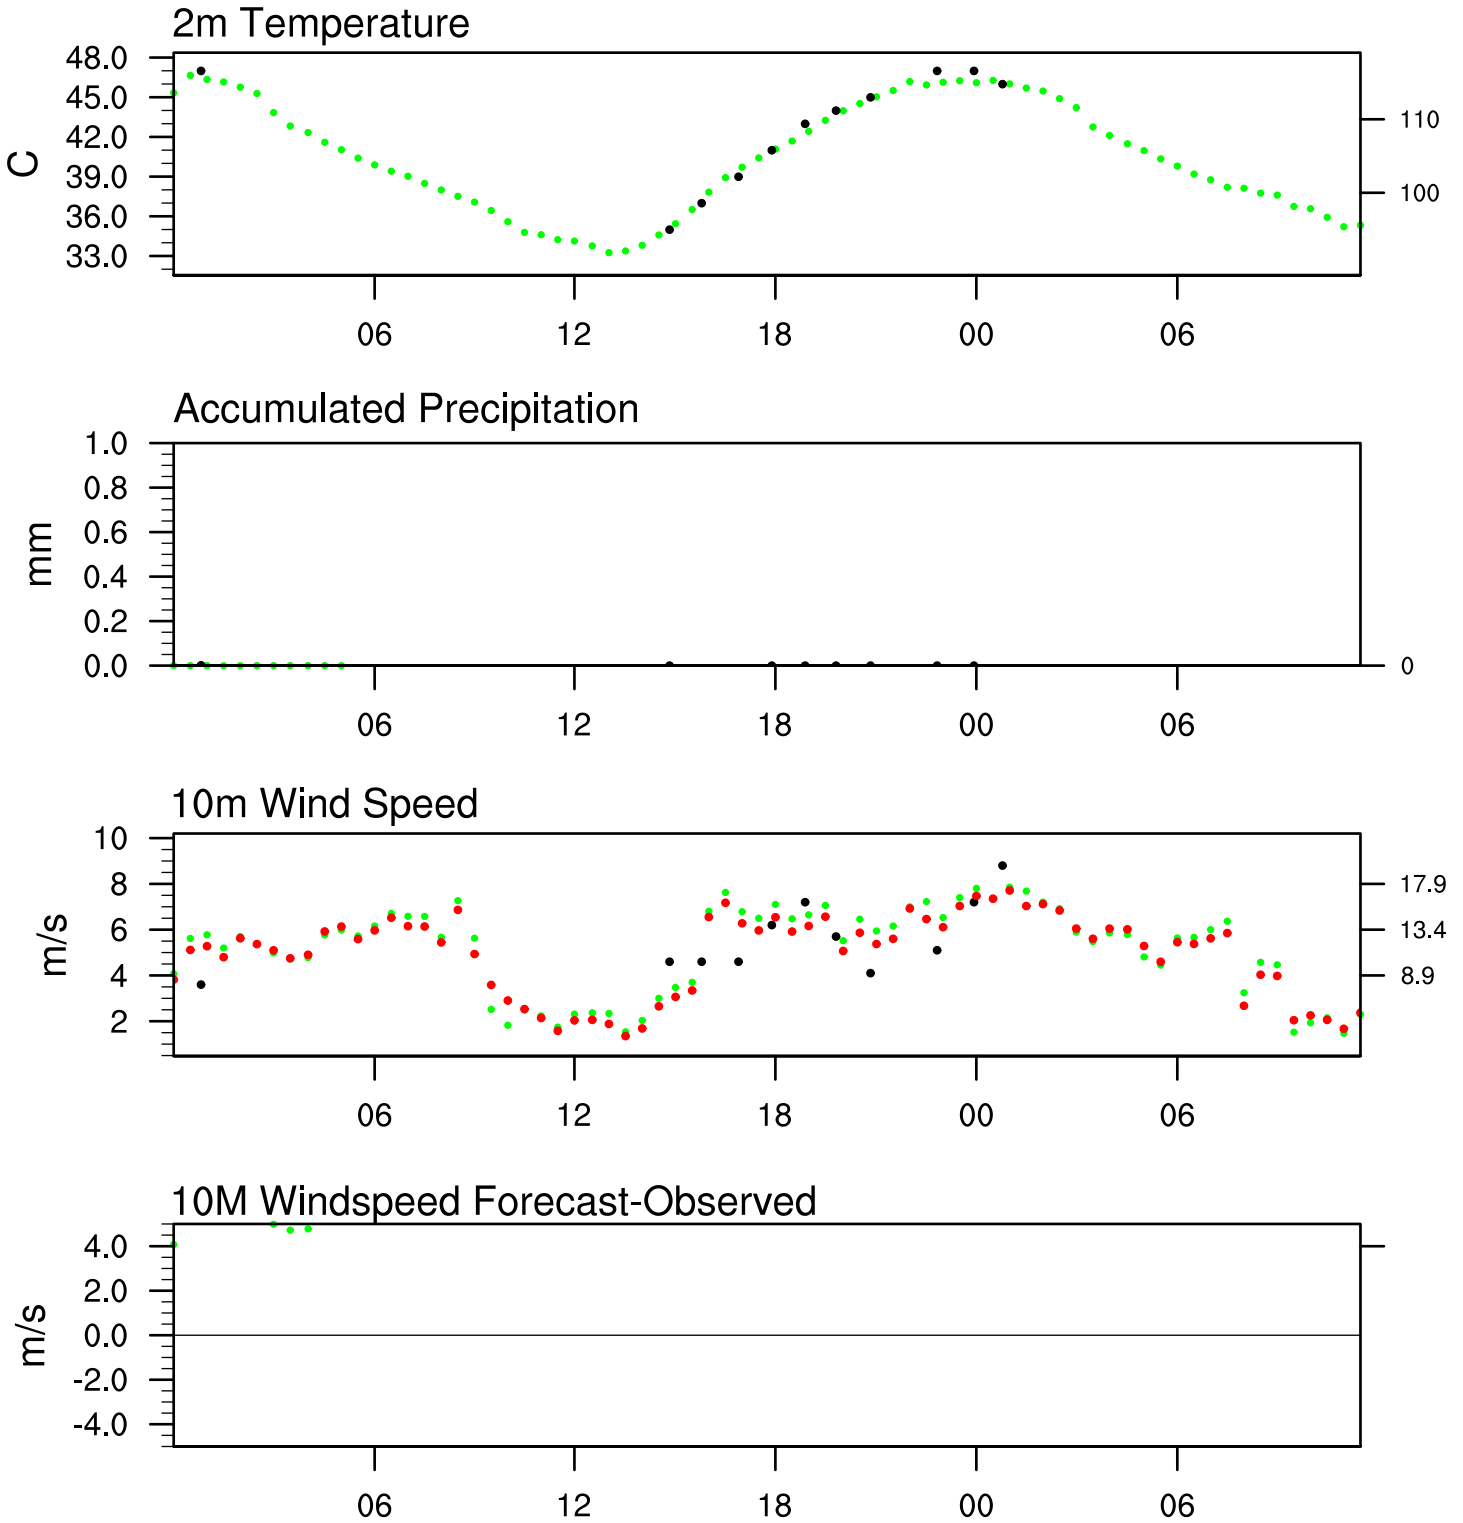 2m Temperature
48.0
45.0
42.0
39.0
36.0
33.0
C
110
100
06 12 18 00 06
Accumulated Precipitation
1.0
0.8
0.6
0.4
0.2
0.0
mm
0
06 12 18 00 06
10m Wind Speed
10
8
6
4
2
m/s
17.9
13.4
8.9
06 12 18 00 06
10M Windspeed Forecast-Observed
4.0
2.0
0.0
-2.0
-4.0
m/s
06 12 18 00 06